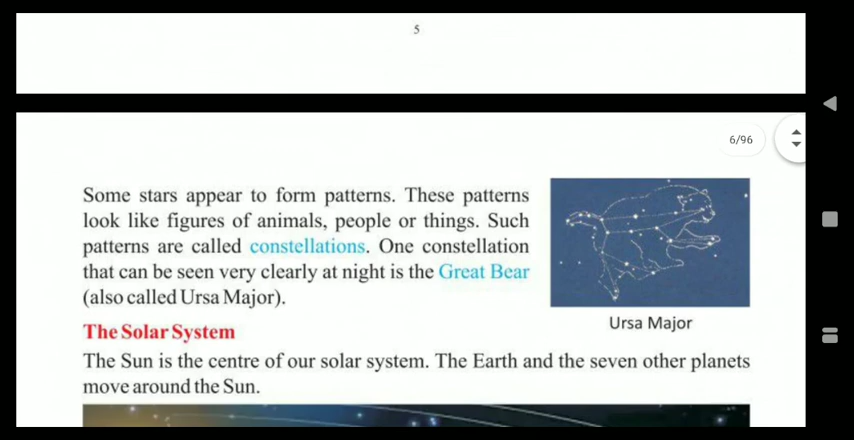 5
6/96
Some stars appear to form patterns. These patterns
look like figures of animals, people or things. Such
patterns are called constellations. One constellation
that can be seen very clearly at night is the Great Bear
(also called Ursa Major).
Ursa Major
The Solar System
The Sun is the centre of our solar system. The Earth and the seven other planets
move around the Sun.